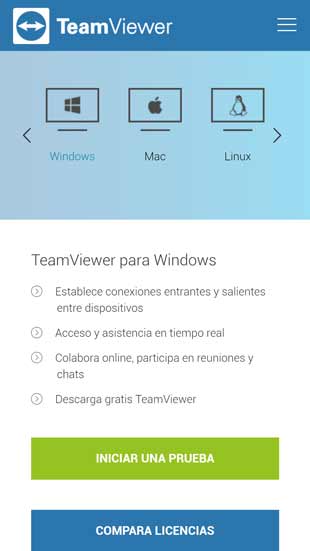 TeamViewer
Windows Mac Linux
TeamViewer para Windows
Establece conexiones entrantes y salientes
entre dispositivos
Acceso y asistencia en tiempo real
Colabora online, participa en reuniones y
chats
Descarga gratis TeamViewer
INICIAR UNA PRUEBA
COMPARA LICENCIAS